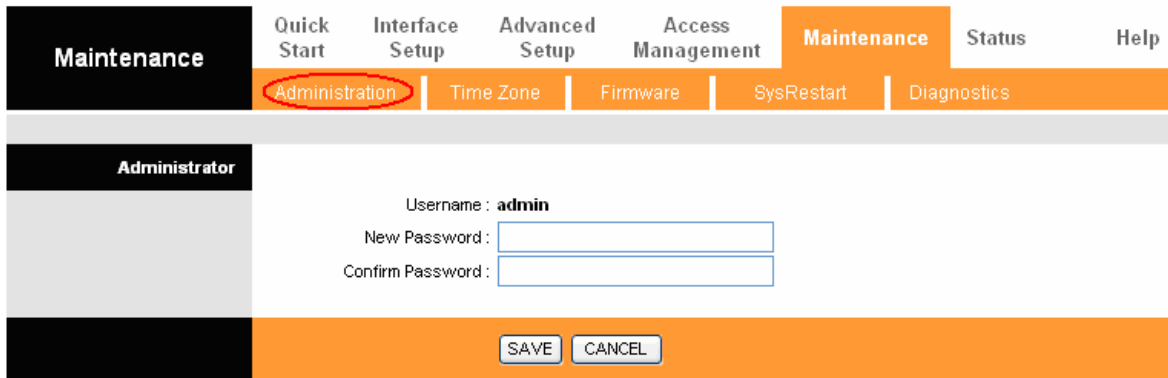 Maintenance
Quick Start
Interface Setup
Advanced Setup
Access Management
Maintenance
Status
Help
Administration
Time Zone
Firmware
SysRestart
Diagnostics
Administrator
Username : admin
New Password :
Confirm Password :
SAVE
CANCEL